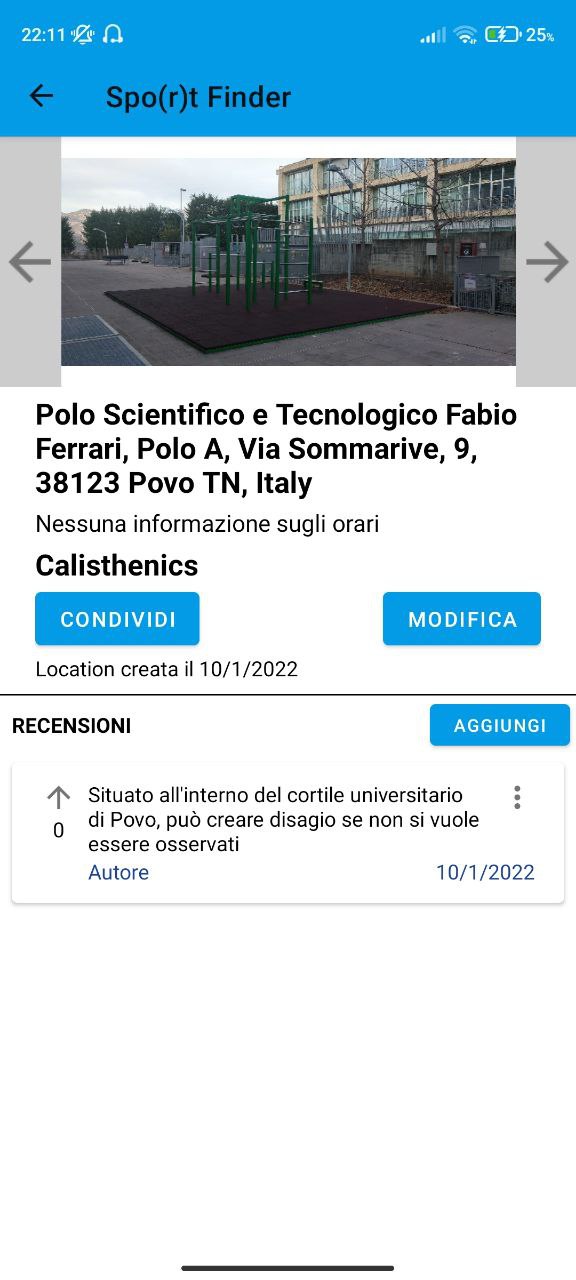 22:11 25%
Spo(r)t Finder
Polo Scientifico e Tecnologico Fabio
Ferrari, Polo A, Via Sommarive, 9,
38123 Povo TN, Italy
Nessuna informazione sugli orari
Calisthenics
CONDIVIDI MODIFICA
Location creata il 10/1/2022
RECENSIONI AGGIUNGI
Situato all'interno del cortile universitario
di Povo, può creare disagio se non si vuole
essere osservati
0
Autore 10/1/2022